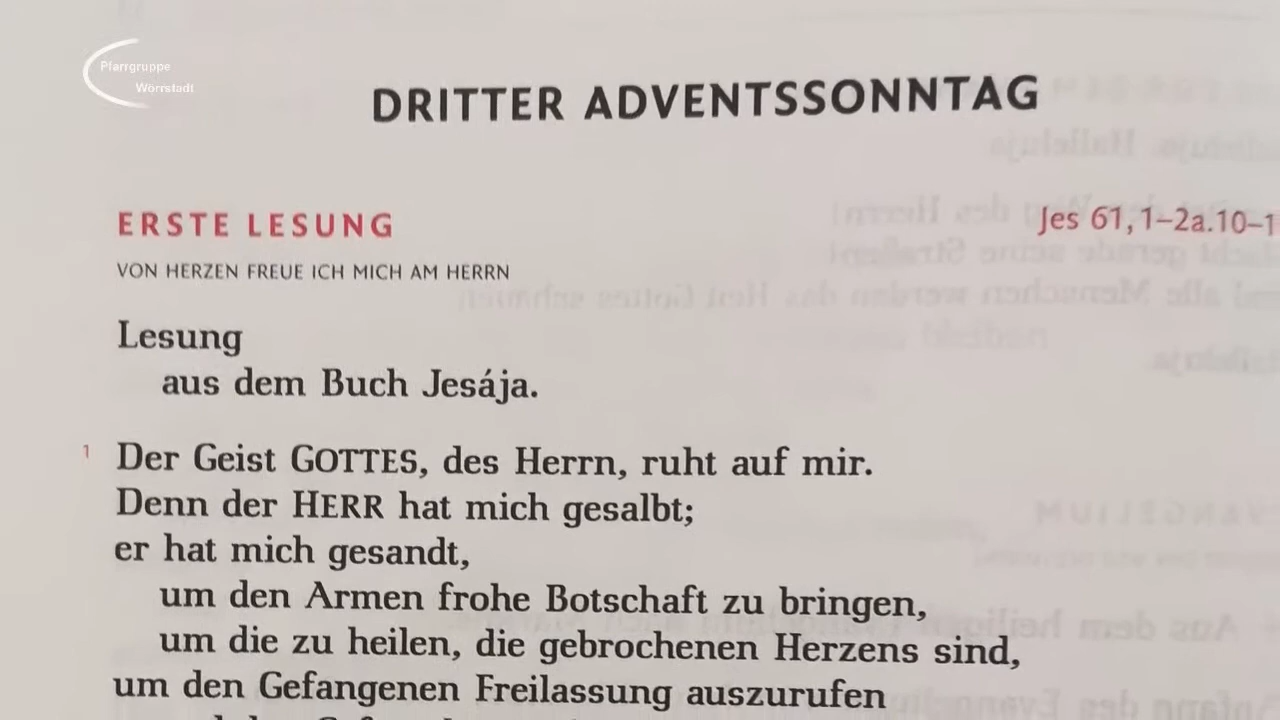 Pfarrgruppe
Wörrstadt
DRITTER ADVENTSSONNTAG
ERSTE LESUNG
Jes 61, 1–2a.10–1
VON HERZEN FREUE ICH MICH AM HERRN
Lesung
aus dem Buch Jesája.
1 Der Geist GOTTES, des Herrn, ruht auf mir.
Denn der HERR hat mich gesalbt;
er hat mich gesandt,
um den Armen frohe Botschaft zu bringen,
um die zu heilen, die gebrochenen Herzens sind,
um den Gefangenen Freilassung auszurufen